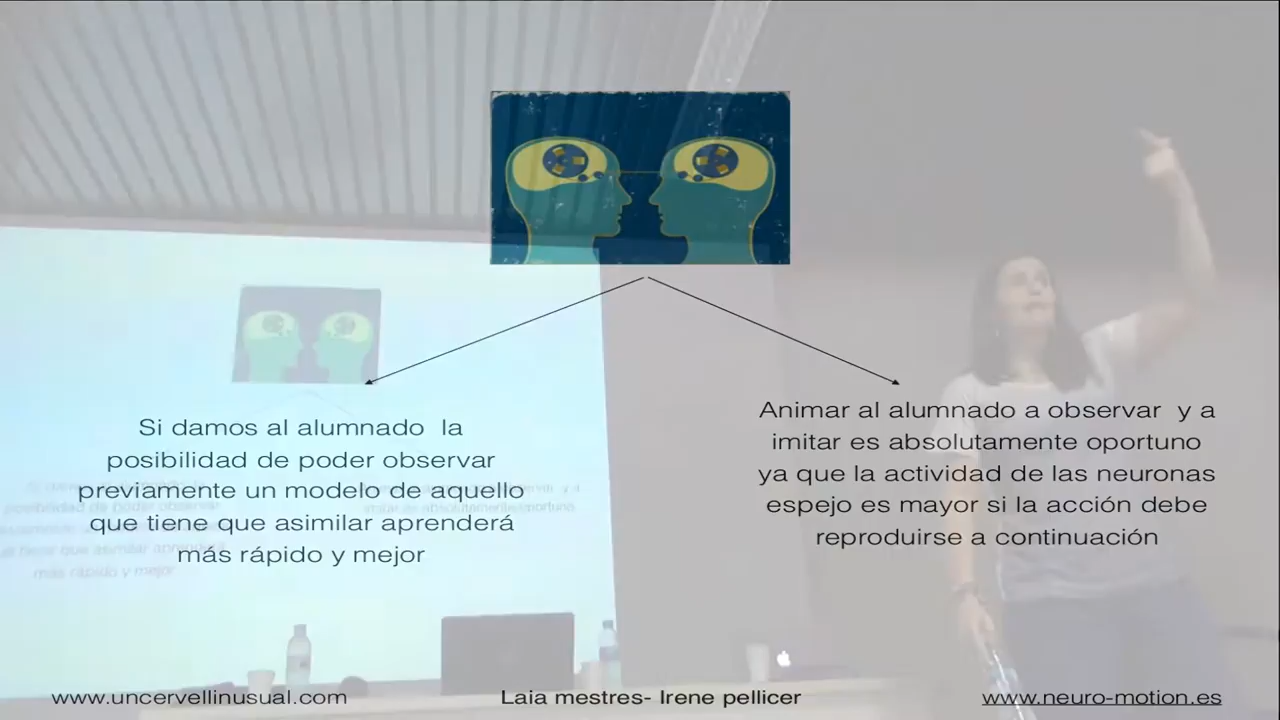 Si damos al alumnado la
posibilidad de poder observar
previamente un modelo de aquello
que tiene que asimilar aprenderá
más rápido y mejor
Animar al alumnado a observar y a
imitar es absolutamente oportuno
ya que la actividad de las neuronas
espejo es mayor si la acción debe
reproduirse a continuación
www.uncervellinusual.com
Laia mestres- Irene pellicer
www.neuro-motion.es